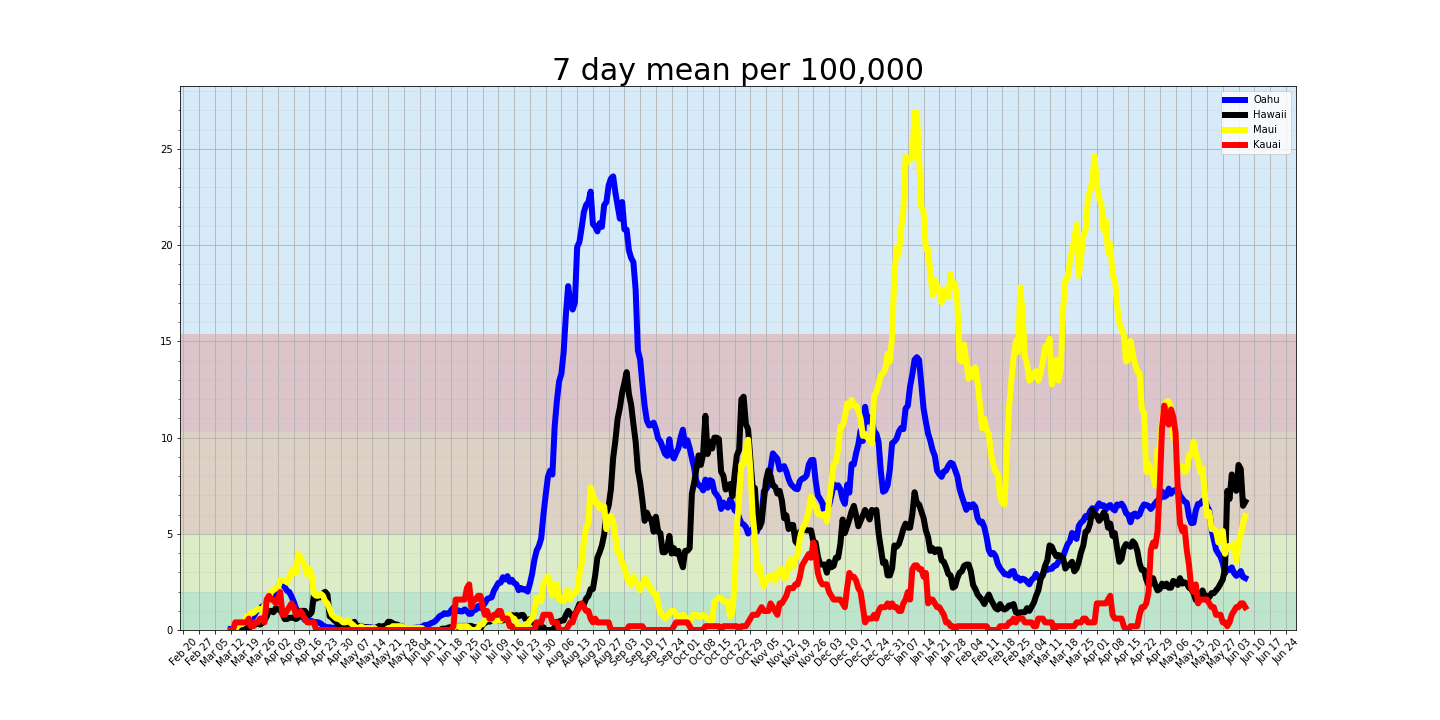 7 day mean per 100,000
Oahu
Hawaii
Maui
Kauai
25
20
15
10
5
0
Feb 20
Feb 27
Mar 05
Mar 12
Mar 19
Mar 26
Apr 02
Apr 09
Apr 16
Apr 23
Apr 30
May 07
May 14
May 21
May 28
Jun 04
Jun 11
Jun 18
Jun 25
Jul 02
Jul 09
Jul 16
Jul 23
Jul 30
Aug 06
Aug 13
Aug 20
Aug 27
Sep 03
Sep 10
Sep 17
Sep 24
Oct 01
Oct 08
Oct 15
Oct 22
Oct 29
Nov 05
Nov 12
Nov 19
Nov 26
Dec 03
Dec 10
Dec 17
Dec 24
Dec 31
Jan 07
Jan 14
Jan 21
Jan 28
Feb 04
Feb 11
Feb 18
Feb 25
Mar 04
Mar 11
Mar 18
Mar 25
Apr 01
Apr 08
Apr 15
Apr 22
Apr 29
May 06
May 13
May 20
May 27
Jun 03
Jun 10
Jun 17
Jun 24